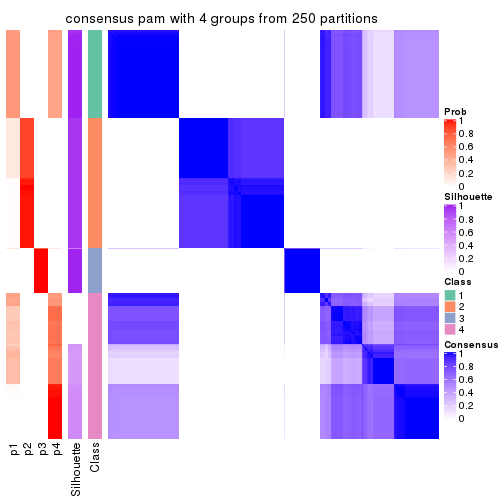 consensus pam with 4 groups from 250 partitions
Prob
1
0.8
0.6
0.4
0.2
0
Silhouette
1
0.8
0.6
0.4
0.2
0
Class
1
2
3
4
Consensus
1
0.8
0.6
0.4
0.2
0
p1
p2
p3
p4
Silhouette
Class